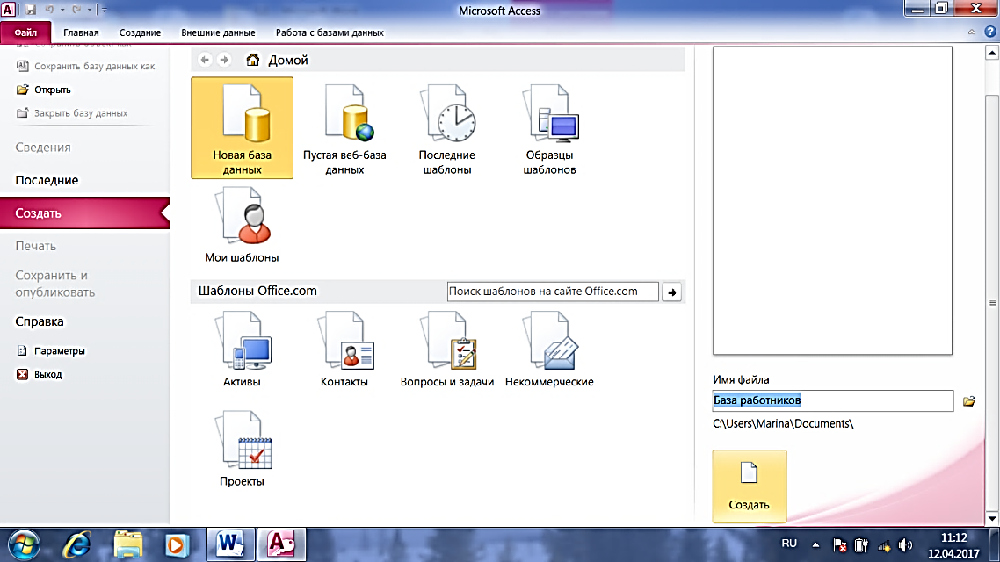 Microsoft Access
Файл Главная Создание Внешние данные Работа с базами данных
Сохранить базу данных как
Открыть
Закрыть базу данных
Сведения
Последние
Создать
Печать
Сохранить и
опубликовать
Справка
Параметры
Выход
Домой
Новая база
данных
Пустая веб-база
данных
Последние
шаблоны
Образцы
шаблонов
Мои шаблоны
Шаблоны Office.com
Поиск шаблонов на сайте Office.com
Активы
Контакты
Вопросы и задачи
Некоммерческие
Проекты
Имя файла
База работников
C:\Users\Marina\Documents\
Создать
RU
11:12
12.04.2017